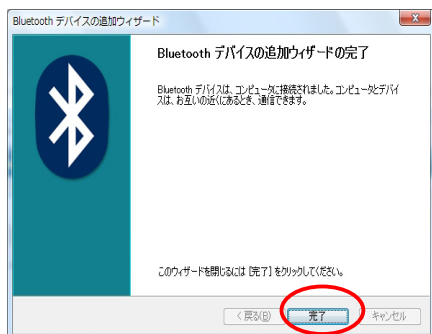 Bluetooth デバイスの追加ウィザード
Bluetooth デバイスの追加ウィザードの完了
Bluetooth デバイスは、コンピュータに接続されました。コンピュータとデバイ
スは、お互いの近くにあるとき、通信できます。
このウィザードを閉じるには [完了] をクリックしてください。
< 戻る(B)
完了
キャンセル